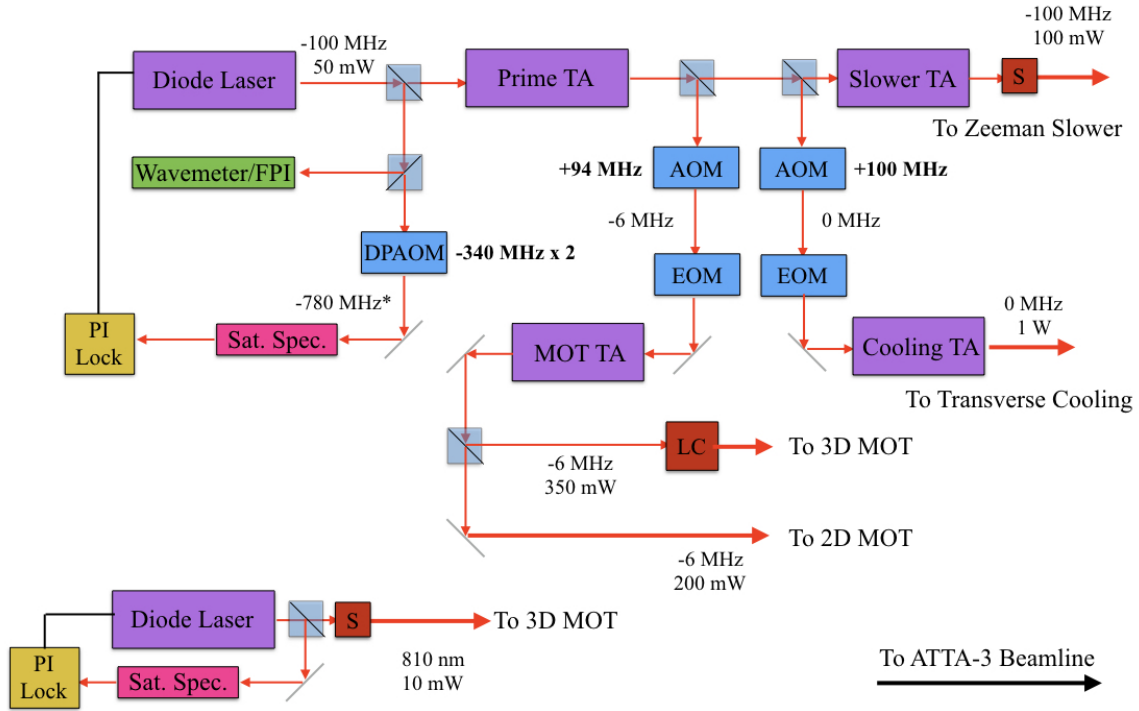 -100 MHz
50 mW
Diode Laser
Prime TA
Slower TA
S
-100 MHz
100 mW
To Zeeman Slower
Wavemeter/FPI
+94 MHz
AOM
AOM
+100 MHz
DPAOM
-340 MHz x 2
-6 MHz
0 MHz
EOM
EOM
-780 MHz*
PI
Lock
Sat. Spec.
MOT TA
Cooling TA
0 MHz
1 W
To Transverse Cooling
LC
To 3D MOT
-6 MHz
350 mW
To 2D MOT
-6 MHz
200 mW
Diode Laser
S
To 3D MOT
PI
Lock
Sat. Spec.
810 nm
10 mW
To ATTA-3 Beamline